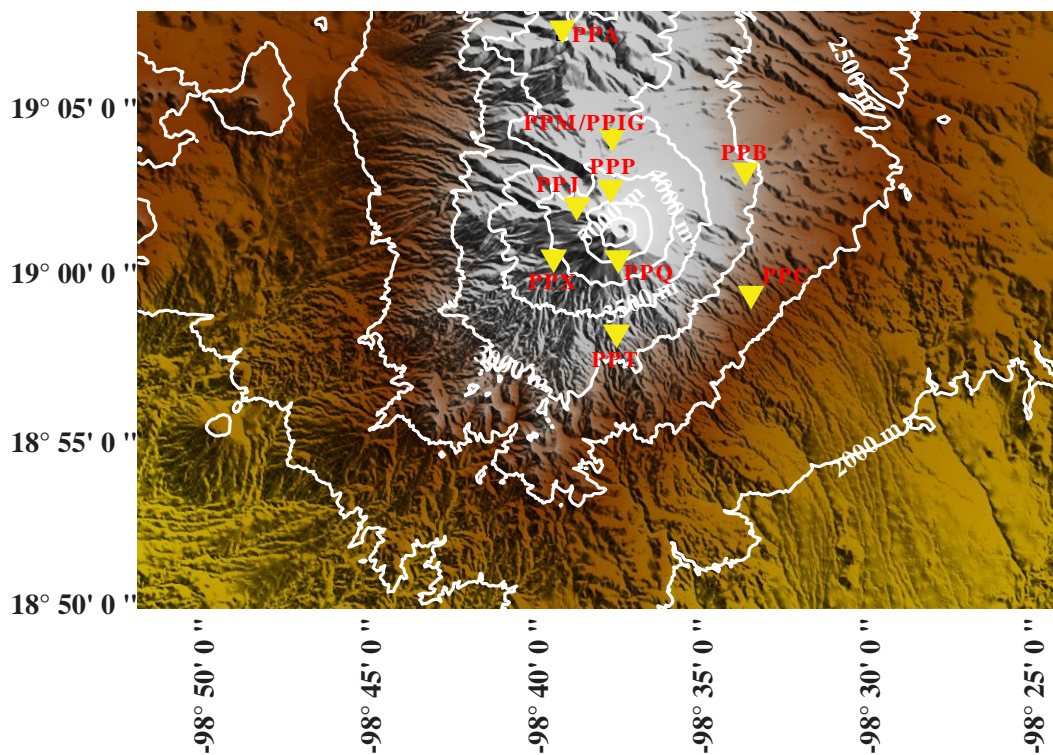 PPA
2500 m
19° 05' 0 "
PPM/PPIG
PPB
PPP
PPJ
4000 m
5000 m
19° 00' 0 "
PPX
PPQ
PPC
3500 m
PPT
3000 m
18° 55' 0 "
2000 m
18° 50' 0 "
-98° 50' 0 "
-98° 45' 0 "
-98° 40' 0 "
-98° 35' 0 "
-98° 30' 0 "
-98° 25' 0 "